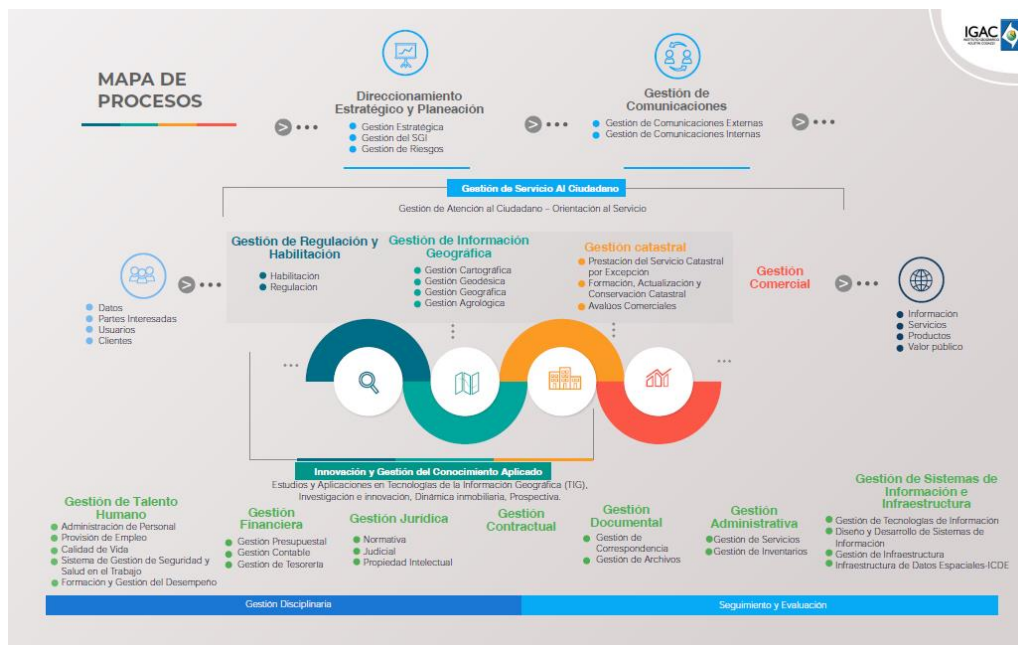 IGAC
INSTITUTO GEOGRÁFICO
AGUSTÍN CODAZZI
MAPA DE
PROCESOS
Direccionamiento
Estratégico y Planeación
Gestión Estratégica
Gestión del SGI
Gestión de Riesgos
Gestión de
Comunicaciones
Gestión de Comunicaciones Externas
Gestión de Comunicaciones Internas
Gestión de Servicio Al Ciudadano
Gestión de Atención al Ciudadano – Orientación al Servicio
Datos
Partes Interesadas
Usuarios
Clientes
Gestión de Regulación y
Habilitación
Habilitación
Regulación
Gestión de Información
Geográfica
Gestión Cartográfica
Gestión Geodésica
Gestión Geográfica
Gestión Agrológica
Gestión catastral
Prestación del Servicio Catastral
por Excepción
Formación, Actualización y
Conservación Catastral
Avalúos Comerciales
Gestión
Comercial
Información
Servicios
Productos
Valor público
Innovación y Gestión del Conocimiento Aplicado
Estudios y Aplicaciones en Tecnologías de la Información Geográfica (TIG),
Investigación e innovación, Dinámica inmobiliaria, Prospectiva.
Gestión de Talento
Humano
Administración de Personal
Provisión de Empleo
Calidad de Vida
Sistema de Gestión de Seguridad y
Salud en el Trabajo
Formación y Gestión del Desempeño
Gestión
Financiera
Gestión Presupuestal
Gestión Contable
Gestión de Tesorería
Gestión Jurídica
Normativa
Judicial
Propiedad Intelectual
Gestión
Contractual
Gestión
Documental
Gestión de
Correspondencia
Gestión de Archivos
Gestión
Administrativa
Gestión de Servicios
Gestión de Inventarios
Gestión de Sistemas de
Información e
Infraestructura
Gestión de Tecnologías de Información
Diseño y Desarrollo de Sistemas de
Información
Gestión de Infraestructura
Infraestructura de Datos Espaciales-ICDE
Gestión Disciplinaria
Seguimiento y Evaluación